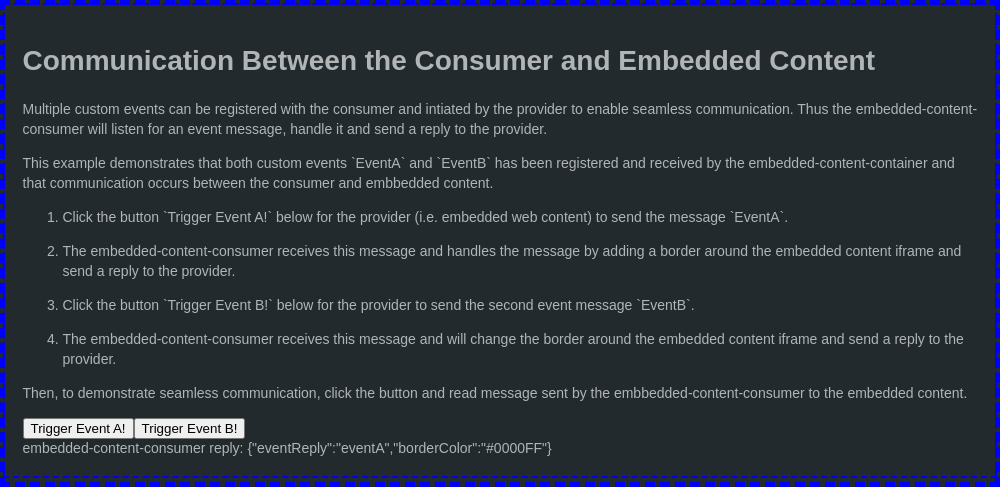 Communication Between the Consumer and Embedded Content
Multiple custom events can be registered with the consumer and intiated by the provider to enable seamless communication. Thus the embedded-content-
consumer will listen for an event message, handle it and send a reply to the provider.
This example demonstrates that both custom events `EventA` and `EventB` has been registered and received by the embedded-content-container and
that communication occurs between the consumer and embbedded content.
1. Click the button `Trigger Event A!` below for the provider (i.e. embedded web content) to send the message `EventA`.
2. The embedded-content-consumer receives this message and handles the message by adding a border around the embedded content iframe and
send a reply to the provider.
3. Click the button `Trigger Event B!` below for the provider to send the second event message `EventB`.
4. The embedded-content-consumer receives this message and will change the border around the embedded content iframe and send a reply to the
provider.
Then, to demonstrate seamless communication, click the button and read message sent by the embbedded-content-consumer to the embedded content.
Trigger Event A! Trigger Event B!
embedded-content-consumer reply: {"eventReply":"eventA","borderColor":"#0000FF"}